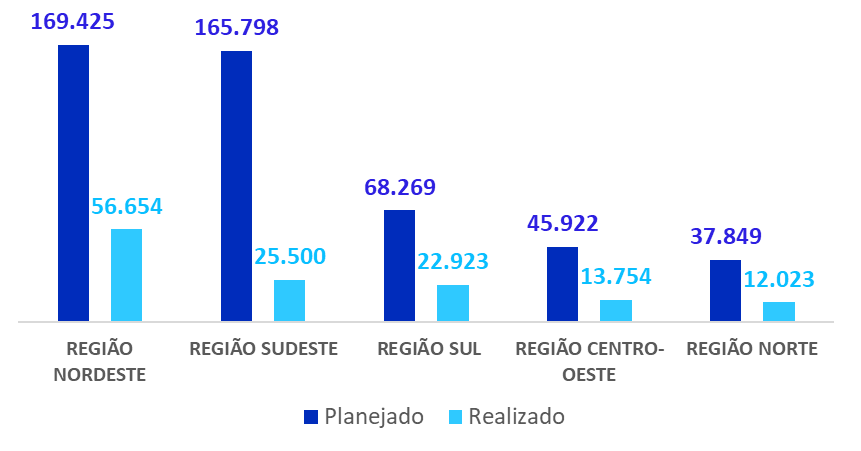 169.425
165.798
68.269
45.922
37.849
56.654
25.500
22.923
13.754
12.023
REGIÃO NORDESTE
REGIÃO SUDESTE
REGIÃO SUL
REGIÃO CENTRO-OESTE
REGIÃO NORTE
Planejado
Realizado